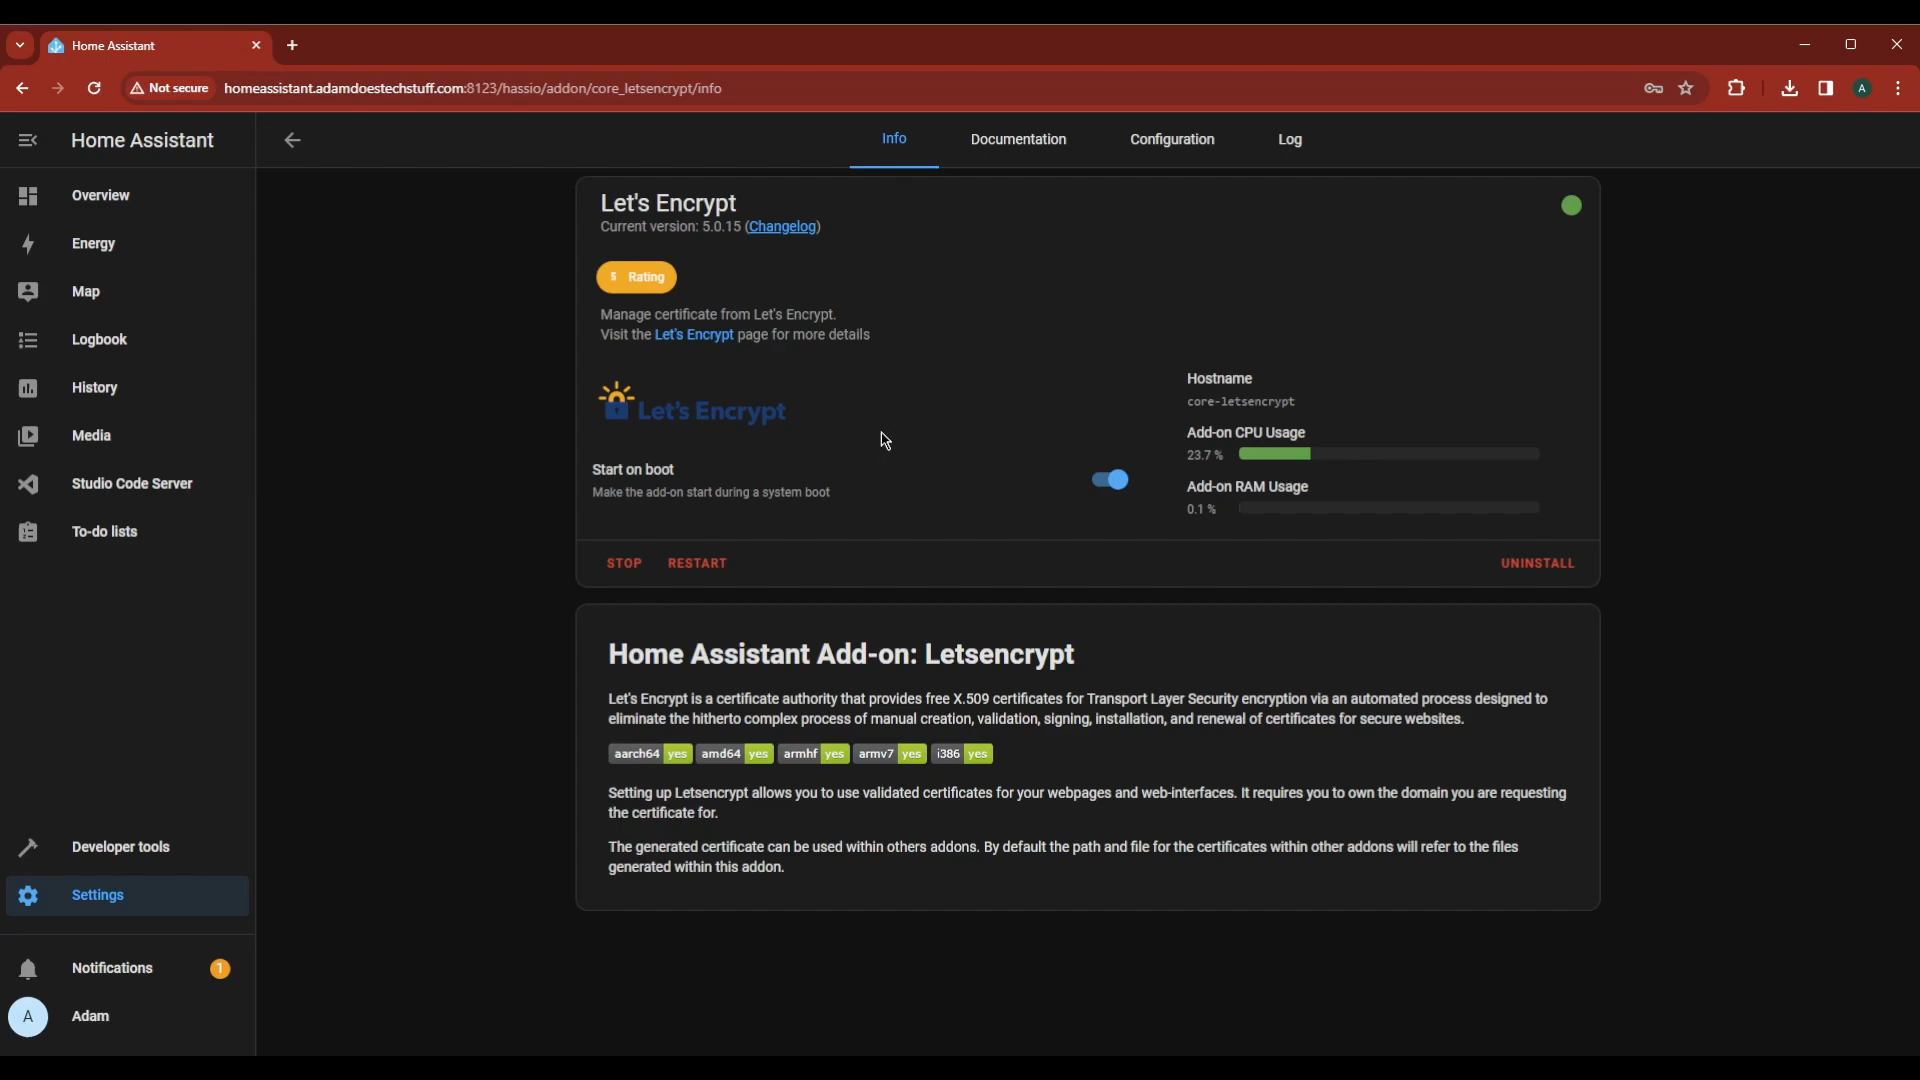 Home Assistant
Not secure
homeassistant.adamdoestechstuff.com:8123/hassio/addon/core_letsencrypt/info
A
Home Assistant
Info
Documentation
Configuration
Log
Overview
Energy
Map
Logbook
History
Media
Studio Code Server
To-do lists
Developer tools
Settings
Notifications
1
A
Adam
Let's Encrypt
Current version: 5.0.15 (Changelog)
5 Rating
Manage certificate from Let's Encrypt.
Visit the Let's Encrypt page for more details
Let's Encrypt
Start on boot
Make the add-on start during a system boot
Hostname
core-letsencrypt
Add-on CPU Usage
23.7 %
Add-on RAM Usage
0.1 %
STOP
RESTART
UNINSTALL
Home Assistant Add-on: Letsencrypt
Let's Encrypt is a certificate authority that provides free X.509 certificates for Transport Layer Security encryption via an automated process designed to
eliminate the hitherto complex process of manual creation, validation, signing, installation, and renewal of certificates for secure websites.
aarch64 yes amd64 yes armhf yes armv7 yes i386 yes
Setting up Letsencrypt allows you to use validated certificates for your webpages and web-interfaces. It requires you to own the domain you are requesting
the certificate for.
The generated certificate can be used within others addons. By default the path and file for the certificates within other addons will refer to the files
generated within this addon.